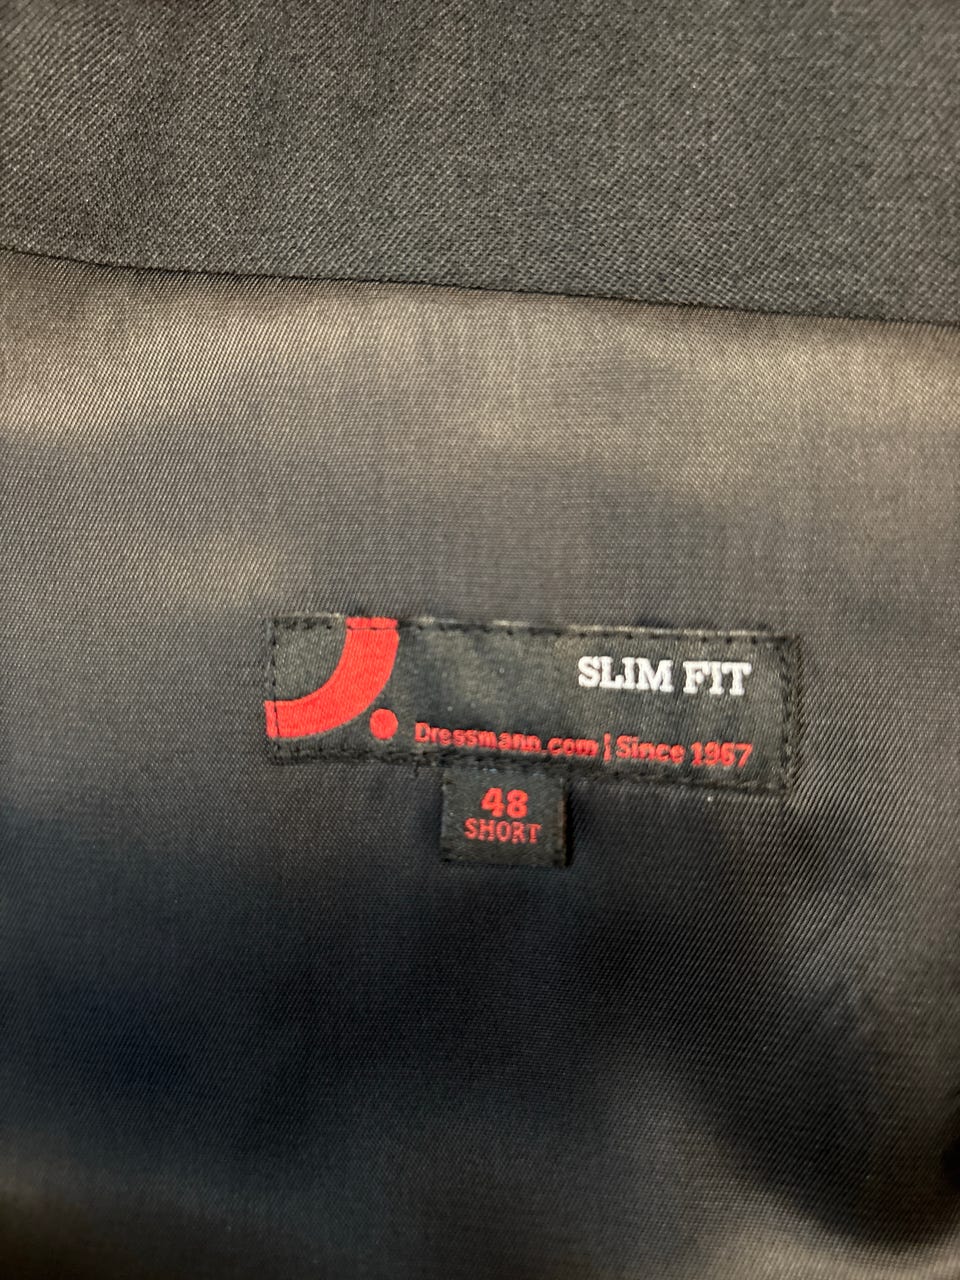 SLIM FIT
Dressmann.com | Since 1967
48
SHORT